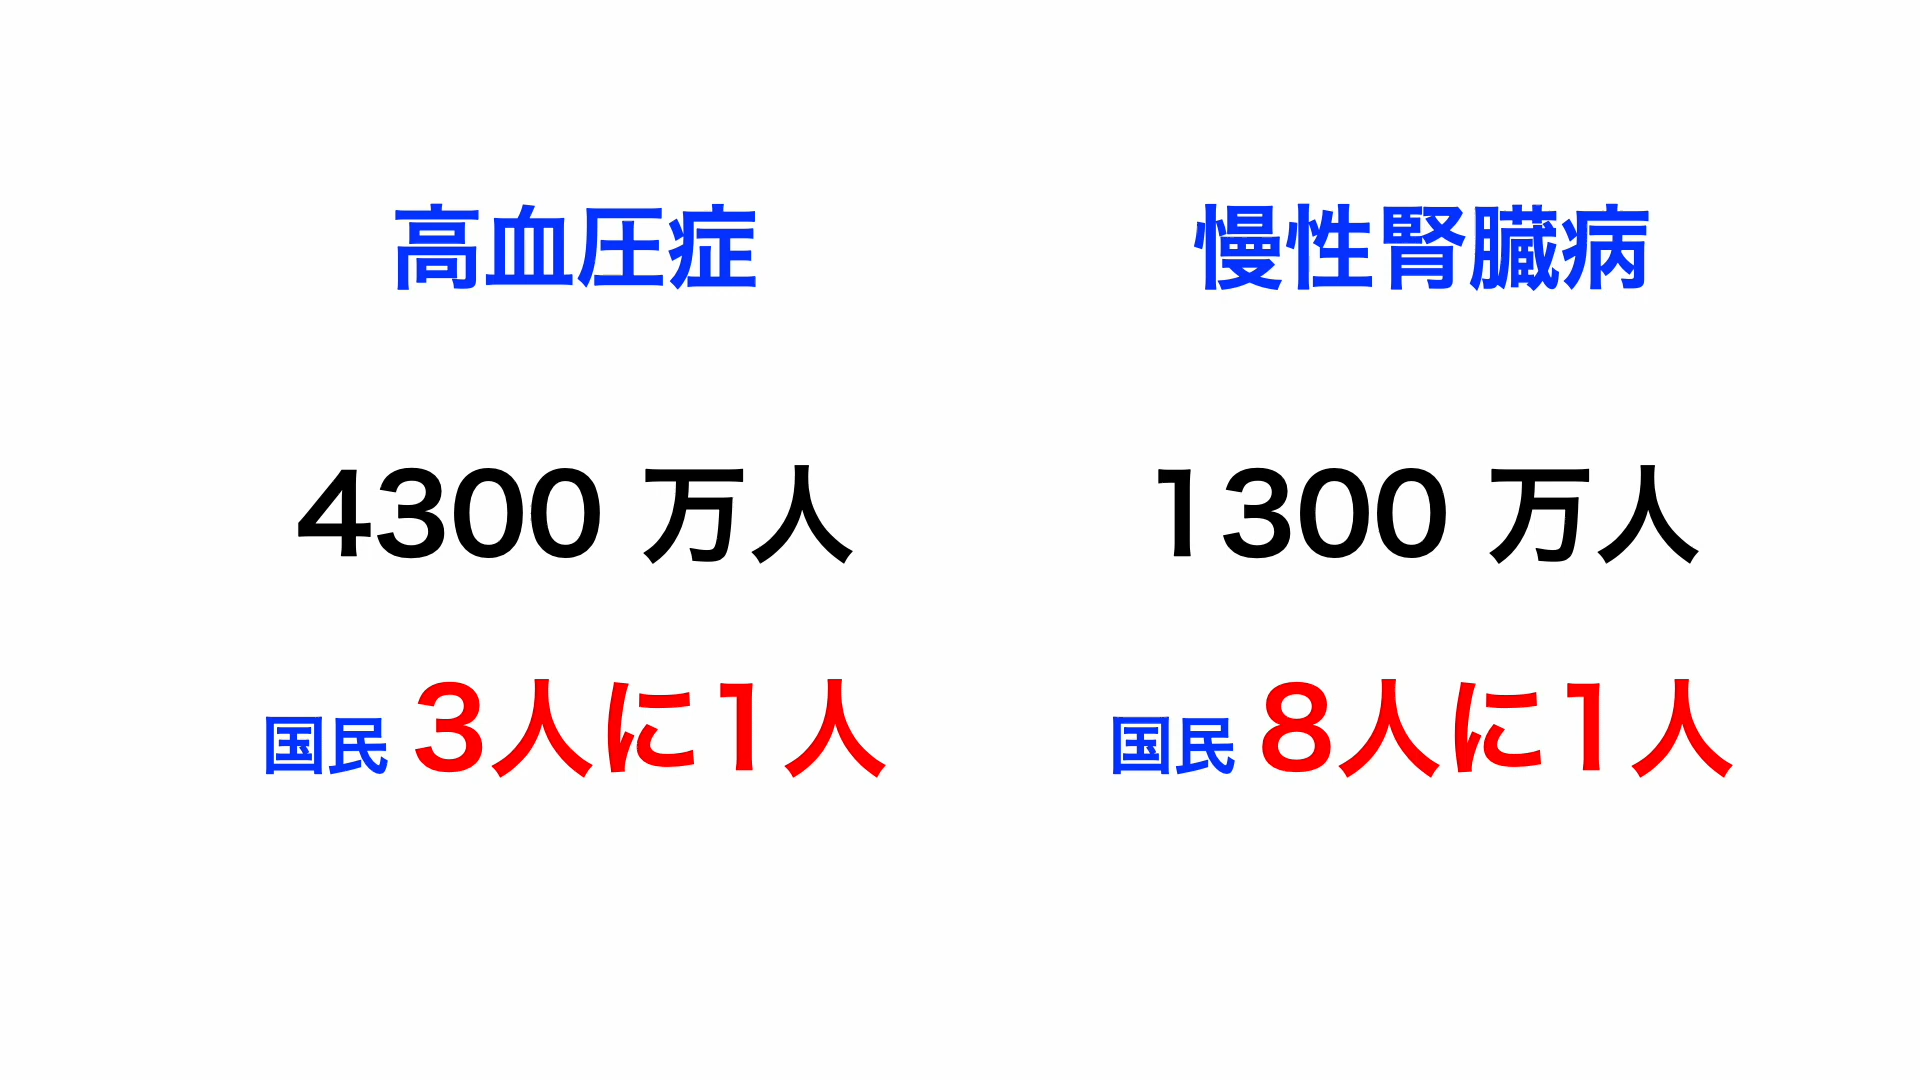 高血圧症
慢性腎臓病
4300 万人
1300 万人
国民 3人に1人
国民 8人に1人